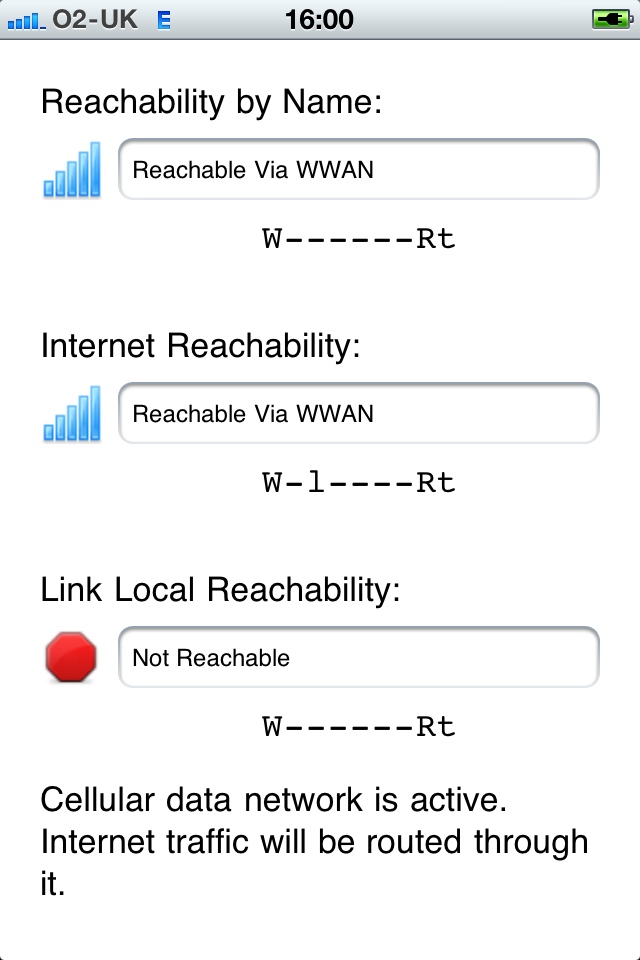 O2-UK E 16:00
Reachability by Name:
Reachable Via WWAN
W------Rt
Internet Reachability:
Reachable Via WWAN
W-l----Rt
Link Local Reachability:
Not Reachable
W------Rt
Cellular data network is active.
Internet traffic will be routed through
it.